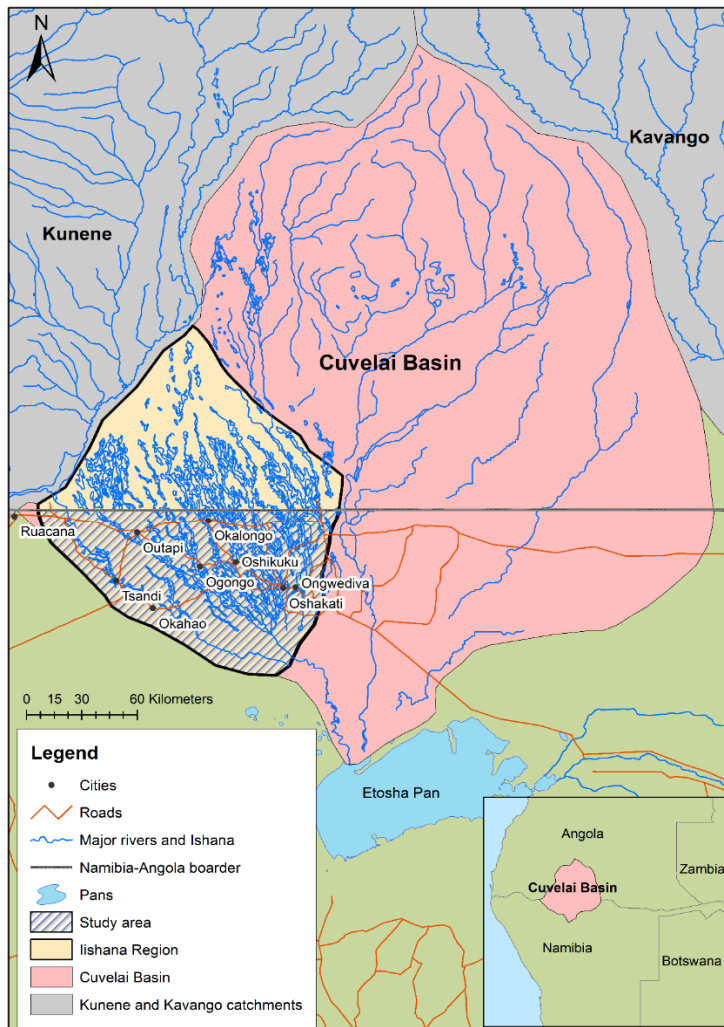 N
Kavango
Kunene
Cuvelai Basin
Ruacana
Okalongo
Outapi
Oshikuku
Ogongo
Ongwediva
Tsandi
Oshakati
Okahao
0 15 30 60 Kilometers
Legend
Cities
Roads
Major rivers and Ishana
Namibia-Angola boarder
Pans
Study area
Iishana Region
Cuvelai Basin
Kunene and Kavango catchments
Etosha Pan
Angola
Zambia
Cuvelai Basin
Namibia
Botswana